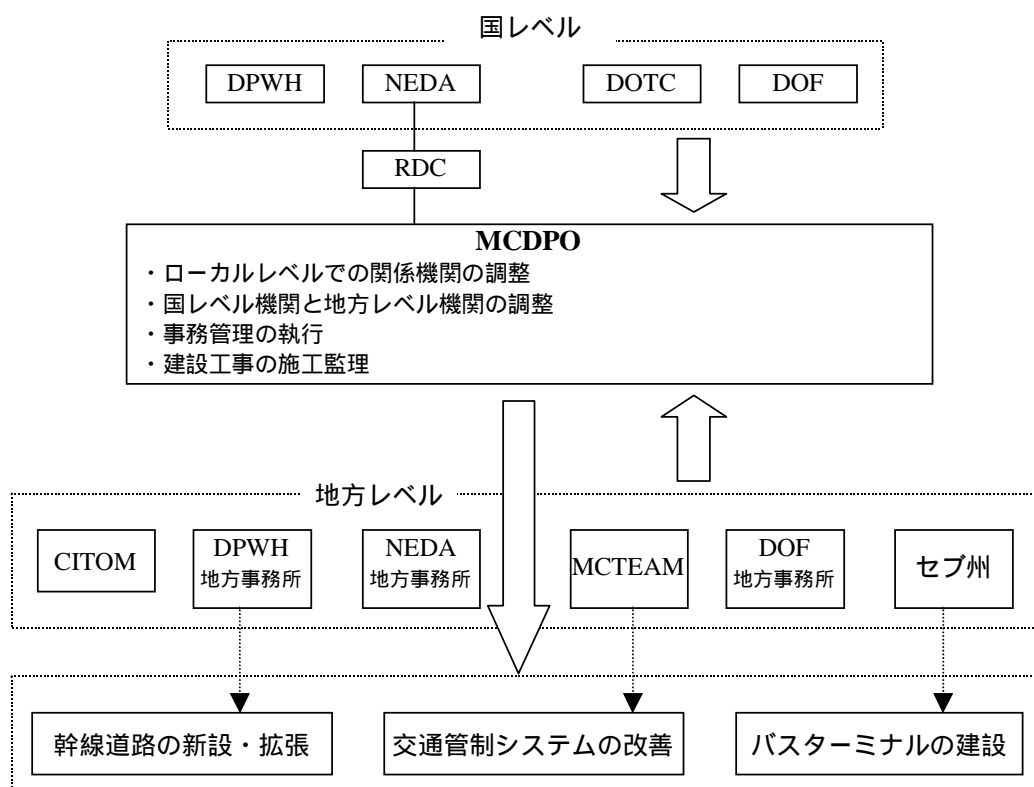 国レベル
DPWH
NEDA
DOTC
DOF
RDC
MCDPO
・ローカルレベルでの関係機関の調整
・国レベル機関と地方レベル機関の調整
・事務管理の執行
・建設工事の施工監理
地方レベル
CITOM
DPWH
地方事務所
NEDA
地方事務所
MCTEAM
DOF
地方事務所
セブ州
幹線道路の新設・拡張
交通管制システムの改善
バスターミナルの建設